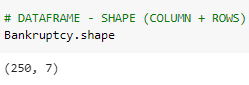 # DATAFRAME - SHAPE (COLUMN + ROWS)
Bankruptcy.shape
(250, 7)